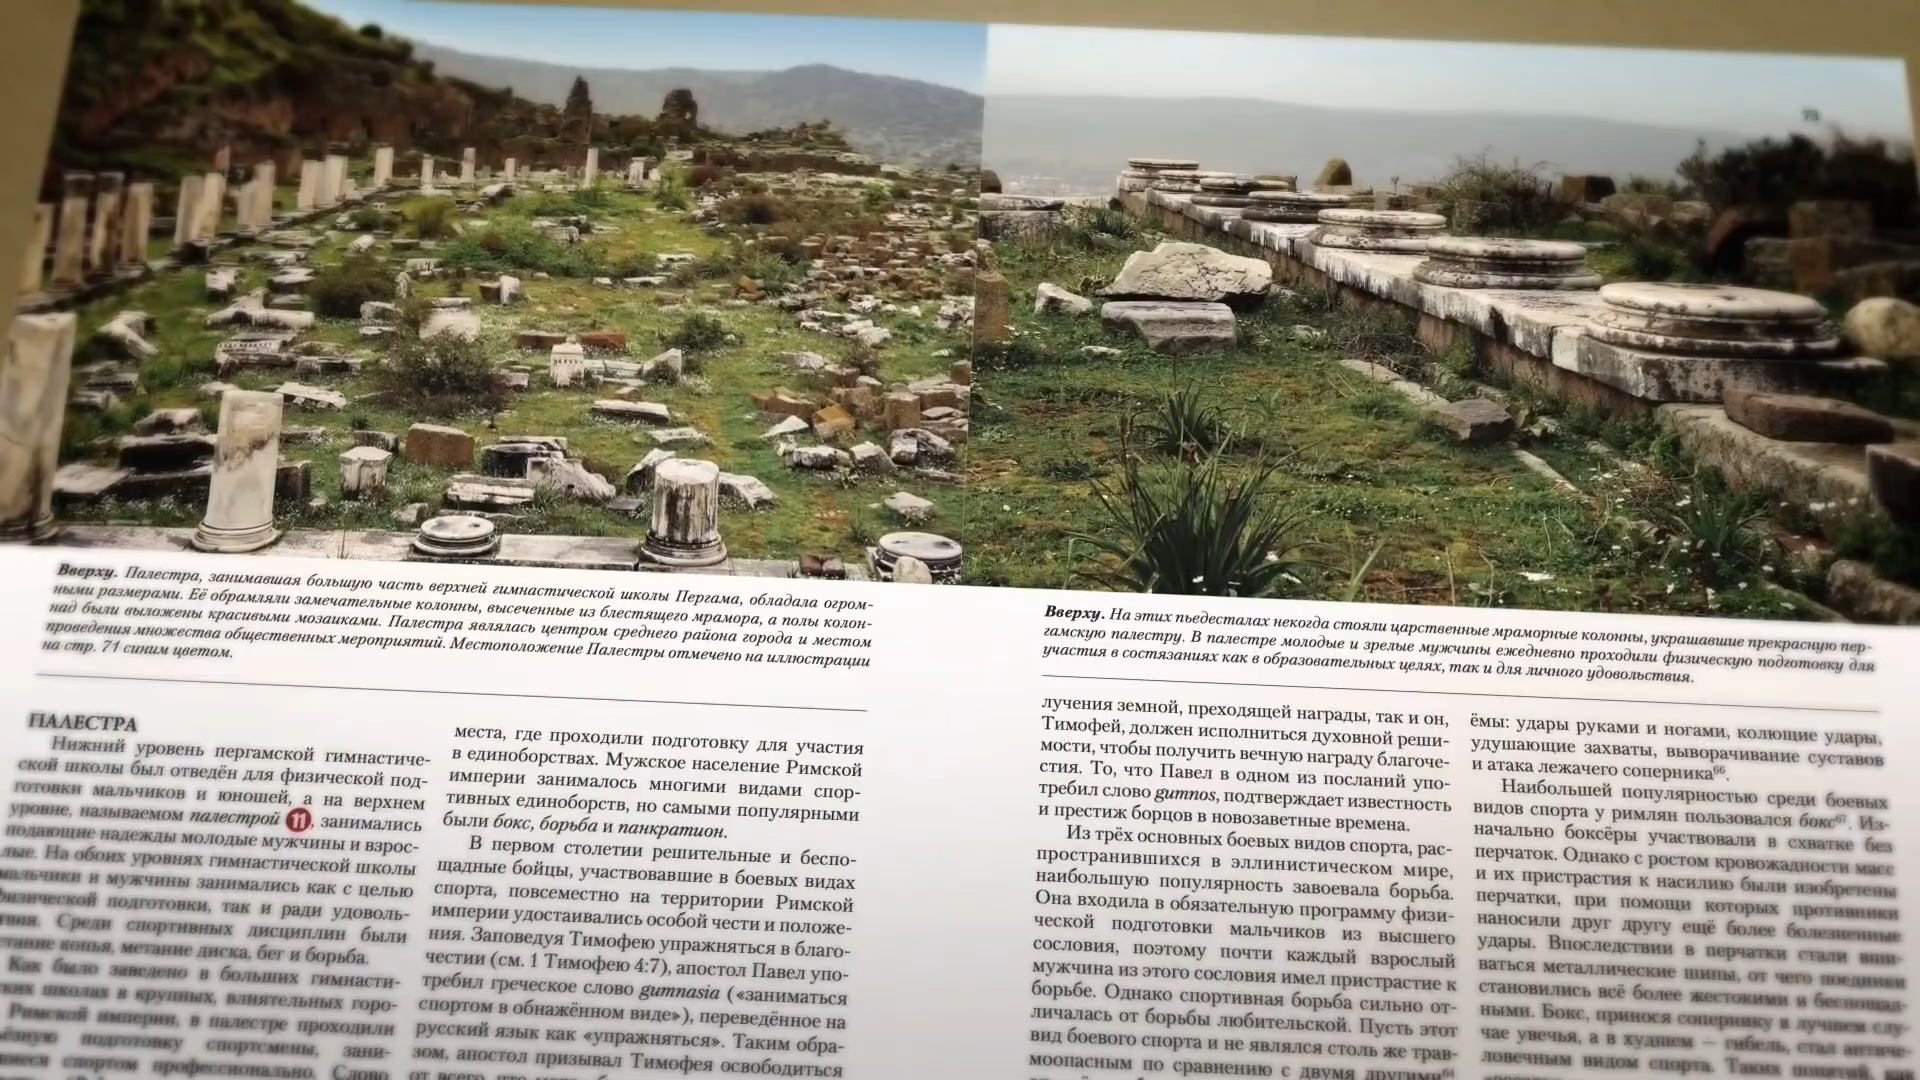 73
Вверху. Палестра, занимавшая большую часть верхней гимнастической школы Пергама, обладала огром-
ными размерами. Её обрамляли замечательные колонны, высеченные из блестящего мрамора, а полы колон-
над были выложены красивыми мозаиками. Палестра являлась центром среднего района города и местом
проведения множества общественных мероприятий. Местоположение Палестры отмечено на иллюстрации
на стр. 71 синим цветом.
ПАЛЕСТРА
Нижний уровень пергамской гимнастиче-
ской школы был отведён для физической под-
готовки мальчиков и юношей, а на верхнем
уровне, называемом палестрой 11, занимались
подающие надежды молодые мужчины и взрос-
лые. На обоих уровнях гимнастической школы
мальчики и мужчины занимались как с целью
физической подготовки, так и ради удоволь-
ствия. Среди спортивных дисциплин были
метание копья, метание диска, бег и борьба.
Как было заведено в больших гимнасти-
ческих школах в крупных, влиятельных горо-
Римской империи, в палестре проходили
подготовку спортсмены, зани-
спортом профессионально. Слово
места, где проходили подготовку для участия
в единоборствах. Мужское население Римской
империи занималось многими видами спор-
тивных единоборств, но самыми популярными
были бокс, борьба и панкратион.
В первом столетии решительные и беспо-
щадные бойцы, участвовавшие в боевых видах
спорта, повсеместно на территории Римской
империи удостаивались особой чести и положе-
ния. Заповедуя Тимофею упражняться в благо-
честии (см. 1 Тимофею 4:7), апостол Павел упо-
требил греческое слово gumnasia («заниматься
спортом в обнажённом виде»), переведённое на
русский язык как «упражняться». Таким обра-
зом, апостол призывал Тимофея освободиться
от всего, что
Вверху. На этих пьедесталах некогда стояли царственные мраморные колонны, украшавшие прекрасную пер-
гамскую палестру. В палестре молодые и зрелые мужчины ежедневно проходили физическую подготовку для
участия в состязаниях как в образовательных целях, так и для личного удовольствия.
лучения земной, преходящей награды, так и он,
Тимофей, должен исполниться духовной реши-
мости, чтобы получить вечную награду благоче-
стия. То, что Павел в одном из посланий упо-
требил слово gumnos, подтверждает известность
и престиж борцов в новозаветные времена.
Из трёх основных боевых видов спорта, рас-
пространившихся в эллинистическом мире,
наибольшую популярность завоевала борьба.
Она входила в обязательную программу физи-
ческой подготовки мальчиков из высшего
сословия, поэтому почти каждый взрослый
мужчина из этого сословия имел пристрастие к
борьбе. Однако спортивная борьба сильно от-
личалась от борьбы любительской. Пусть этот
вид боевого спорта и не являлся столь же трав-
моопасным по сравнению с двумя другими⁶⁴
ёмы: удары руками и ногами, колющие удары,
удушающие захваты, выворачивание суставов
и атака лежачего соперника⁶⁶.
Наибольшей популярностью среди боевых
видов спорта у римлян пользовался бокс⁶⁷. Из-
начально боксёры участвовали в схватке без
перчаток. Однако с ростом кровожадности масс
и их пристрастия к насилию были изобретены
перчатки, при помощи которых противники
наносили друг другу ещё более болезненные
удары. Впоследствии в перчатки стали вши-
ваться металлические шипы, от чего поединки
становились всё более жестокими и беспощад-
ными. Бокс, принося сопернику в лучшем слу-
чае увечья, а в худшем — гибель, стал античе-
ловечным видом спорта. Таких понятий, как